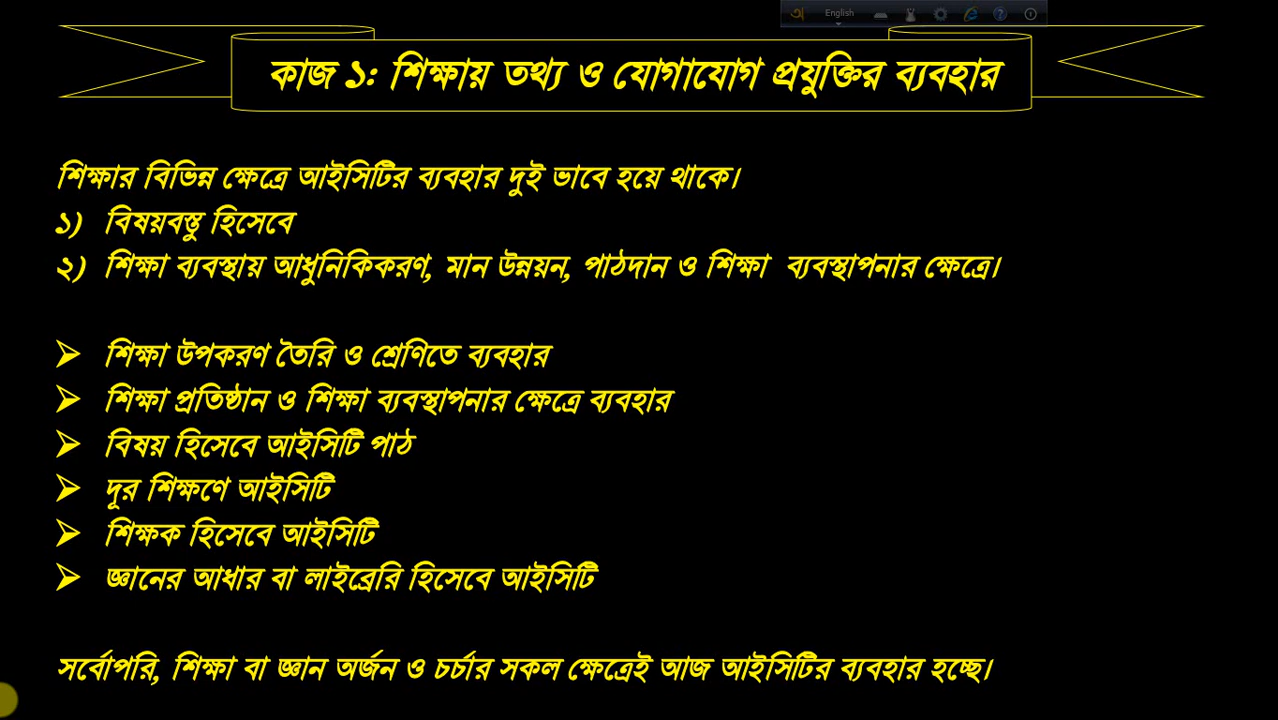 অ English
কাজ ১: শিক্ষায় তথ্য ও যোগাযোগ প্রযুক্তির ব্যবহার
শিক্ষার বিভিন্ন ক্ষেত্রে আইসিটির ব্যবহার দুই ভাবে হয়ে থাকে।
১) বিষয়বস্তু হিসেবে
২) শিক্ষা ব্যবস্থায় আধুনিকিকরণ, মান উন্নয়ন, পাঠদান ও শিক্ষা ব্যবস্থাপনার ক্ষেত্রে।
➢ শিক্ষা উপকরণ তৈরি ও শ্রেণিতে ব্যবহার
➢ শিক্ষা প্রতিষ্ঠান ও শিক্ষা ব্যবস্থাপনার ক্ষেত্রে ব্যবহার
➢ বিষয় হিসেবে আইসিটি পাঠ
➢ দূর শিক্ষণে আইসিটি
➢ শিক্ষক হিসেবে আইসিটি
➢ জ্ঞানের আধার বা লাইব্রেরি হিসেবে আইসিটি
সর্বোপরি, শিক্ষা বা জ্ঞান অর্জন ও চর্চার সকল ক্ষেত্রেই আজ আইসিটির ব্যবহার হচ্ছে।